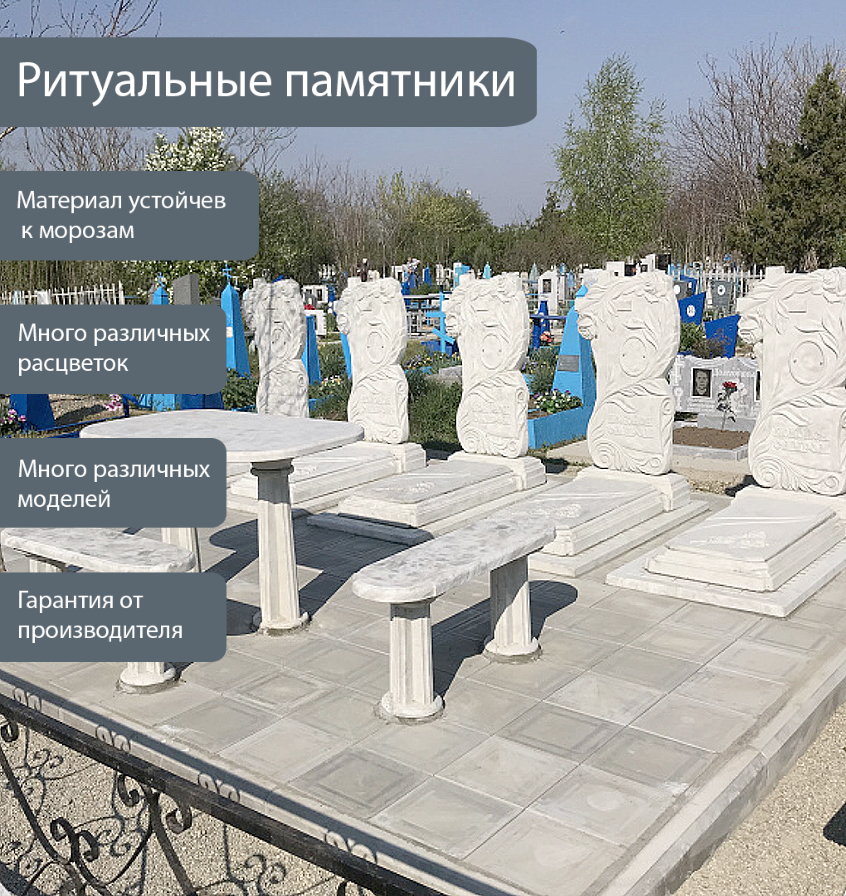 Ритуальные памятники
Материал устойчев
к морозам
Много различных
расцветок
Много различных
моделей
Гарантия от
производителя